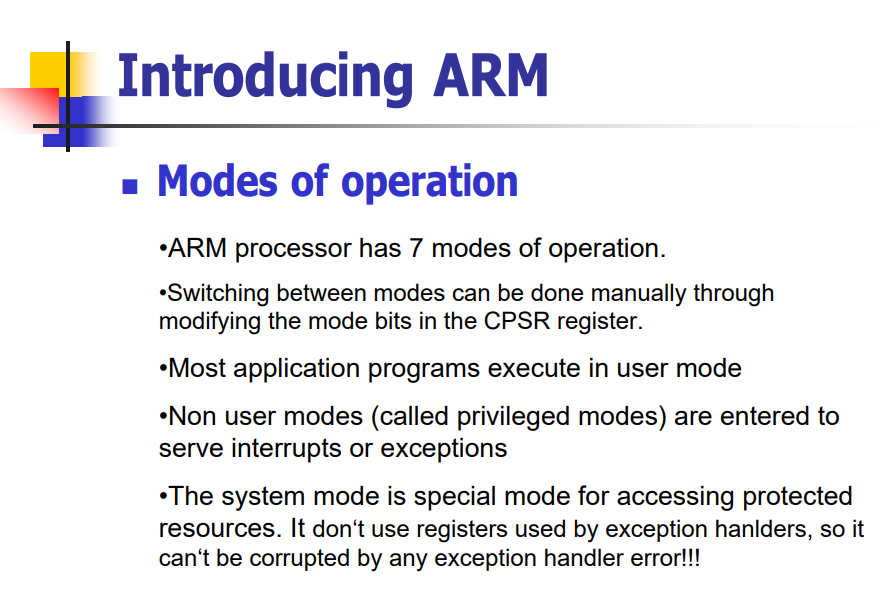 Introducing ARM
Modes of operation
•ARM processor has 7 modes of operation.
•Switching between modes can be done manually through
modifying the mode bits in the CPSR register.
•Most application programs execute in user mode
•Non user modes (called privileged modes) are entered to
serve interrupts or exceptions
•The system mode is special mode for accessing protected
resources. It don‘t use registers used by exception hanlders, so it
can‘t be corrupted by any exception handler error!!!